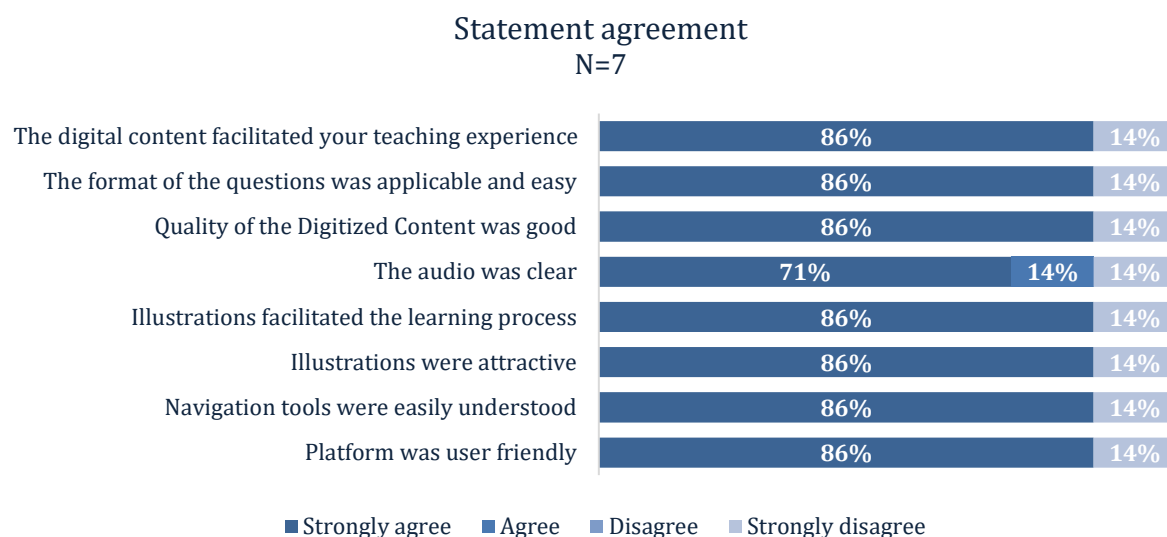 Statement agreement
N=7
The digital content facilitated your teaching experience 86% 14%
The format of the questions was applicable and easy 86% 14%
Quality of the Digitized Content was good 86% 14%
The audio was clear 71% 14% 14%
Illustrations facilitated the learning process 86% 14%
Illustrations were attractive 86% 14%
Navigation tools were easily understood 86% 14%
Platform was user friendly 86% 14%
Strongly agree Agree Disagree Strongly disagree